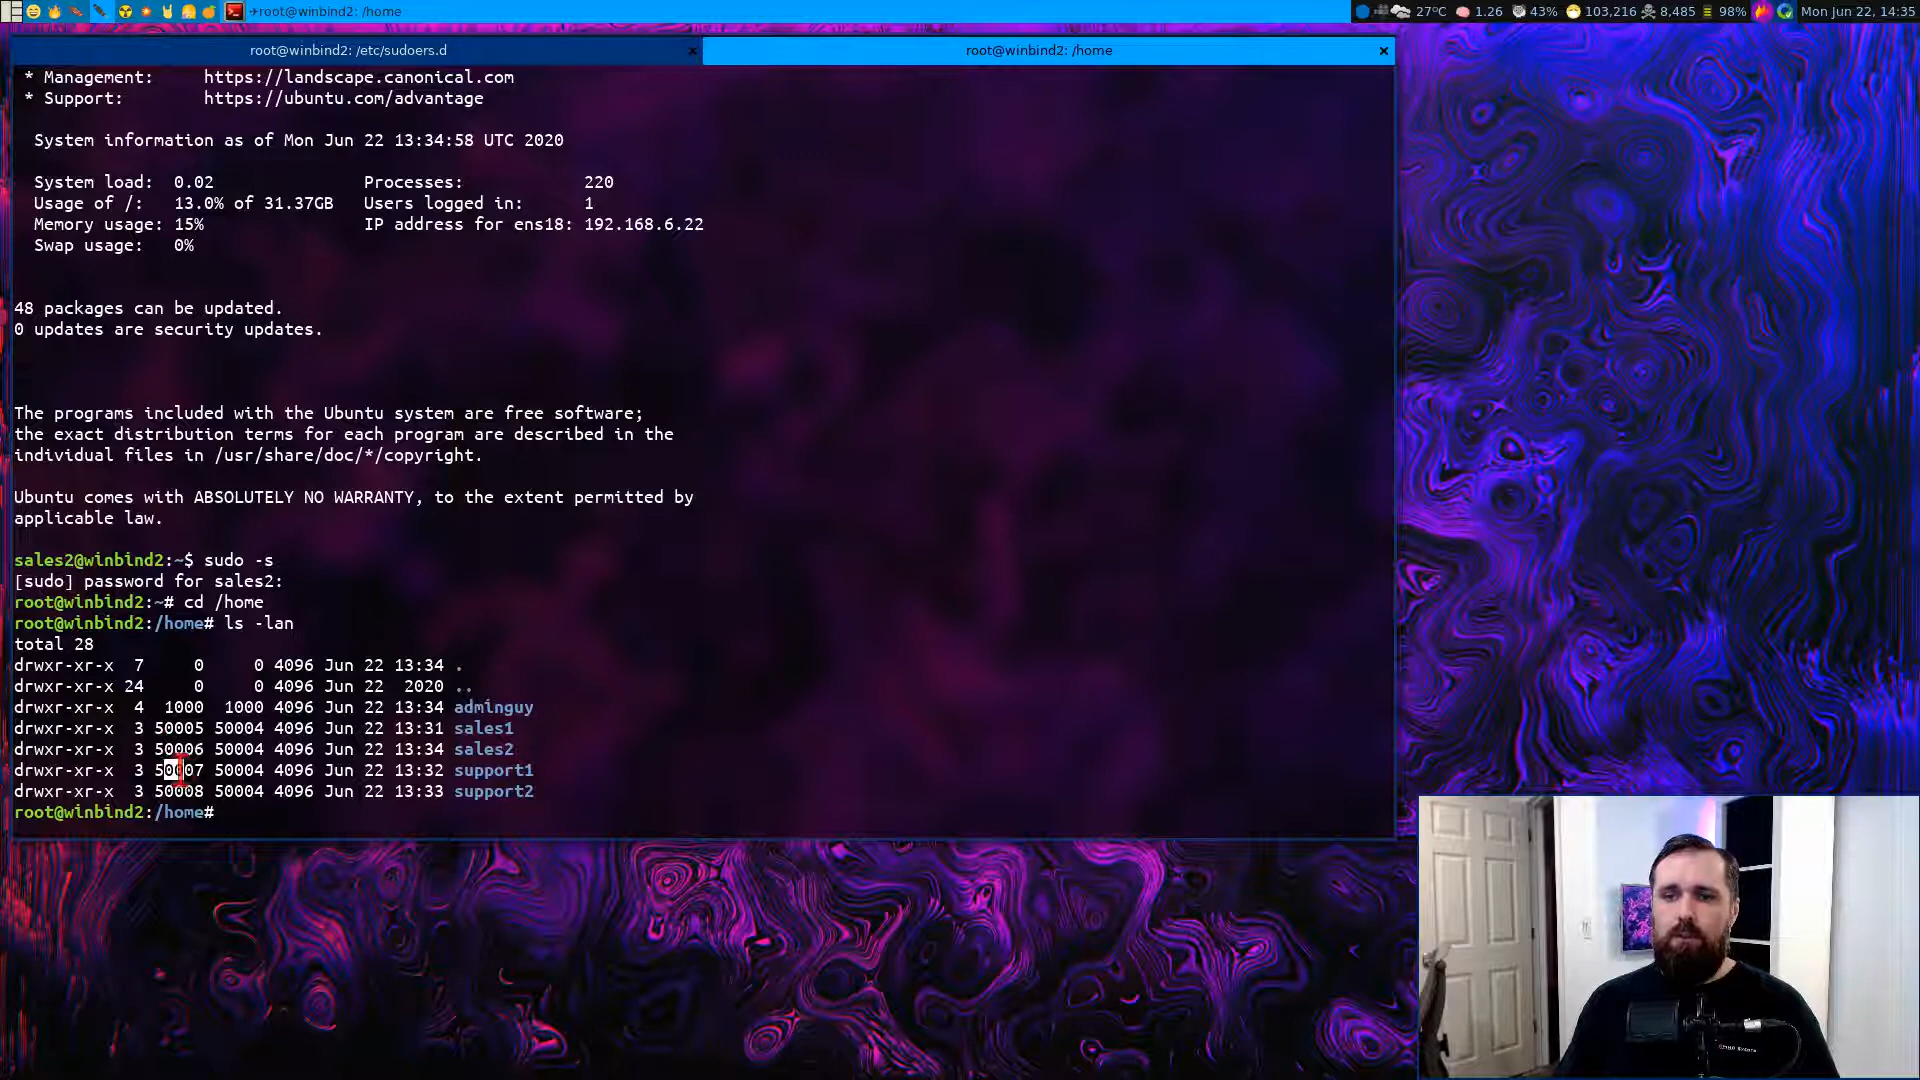 ✈root@winbind2: /home
27°C 1.26 43% 103,216 8,485 98% Mon Jun 22, 14:35
root@winbind2: /etc/sudoers.d × root@winbind2: /home ×
* Management: https://landscape.canonical.com
* Support: https://ubuntu.com/advantage
System information as of Mon Jun 22 13:34:58 UTC 2020
System load: 0.02 Processes: 220
Usage of /: 13.0% of 31.37GB Users logged in: 1
Memory usage: 15% IP address for ens18: 192.168.6.22
Swap usage: 0%
48 packages can be updated.
0 updates are security updates.
The programs included with the Ubuntu system are free software;
the exact distribution terms for each program are described in the
individual files in /usr/share/doc/*/copyright.
Ubuntu comes with ABSOLUTELY NO WARRANTY, to the extent permitted by
applicable law.
sales2@winbind2:~$ sudo -s
[sudo] password for sales2:
root@winbind2:~# cd /home
root@winbind2:/home# ls -lan
total 28
drwxr-xr-x 7 0 0 4096 Jun 22 13:34 .
drwxr-xr-x 24 0 0 4096 Jun 22 2020 ..
drwxr-xr-x 4 1000 1000 4096 Jun 22 13:34 adminguy
drwxr-xr-x 3 50005 50004 4096 Jun 22 13:31 sales1
drwxr-xr-x 3 50006 50004 4096 Jun 22 13:34 sales2
drwxr-xr-x 3 50007 50004 4096 Jun 22 13:32 support1
drwxr-xr-x 3 50008 50004 4096 Jun 22 13:33 support2
root@winbind2:/home#